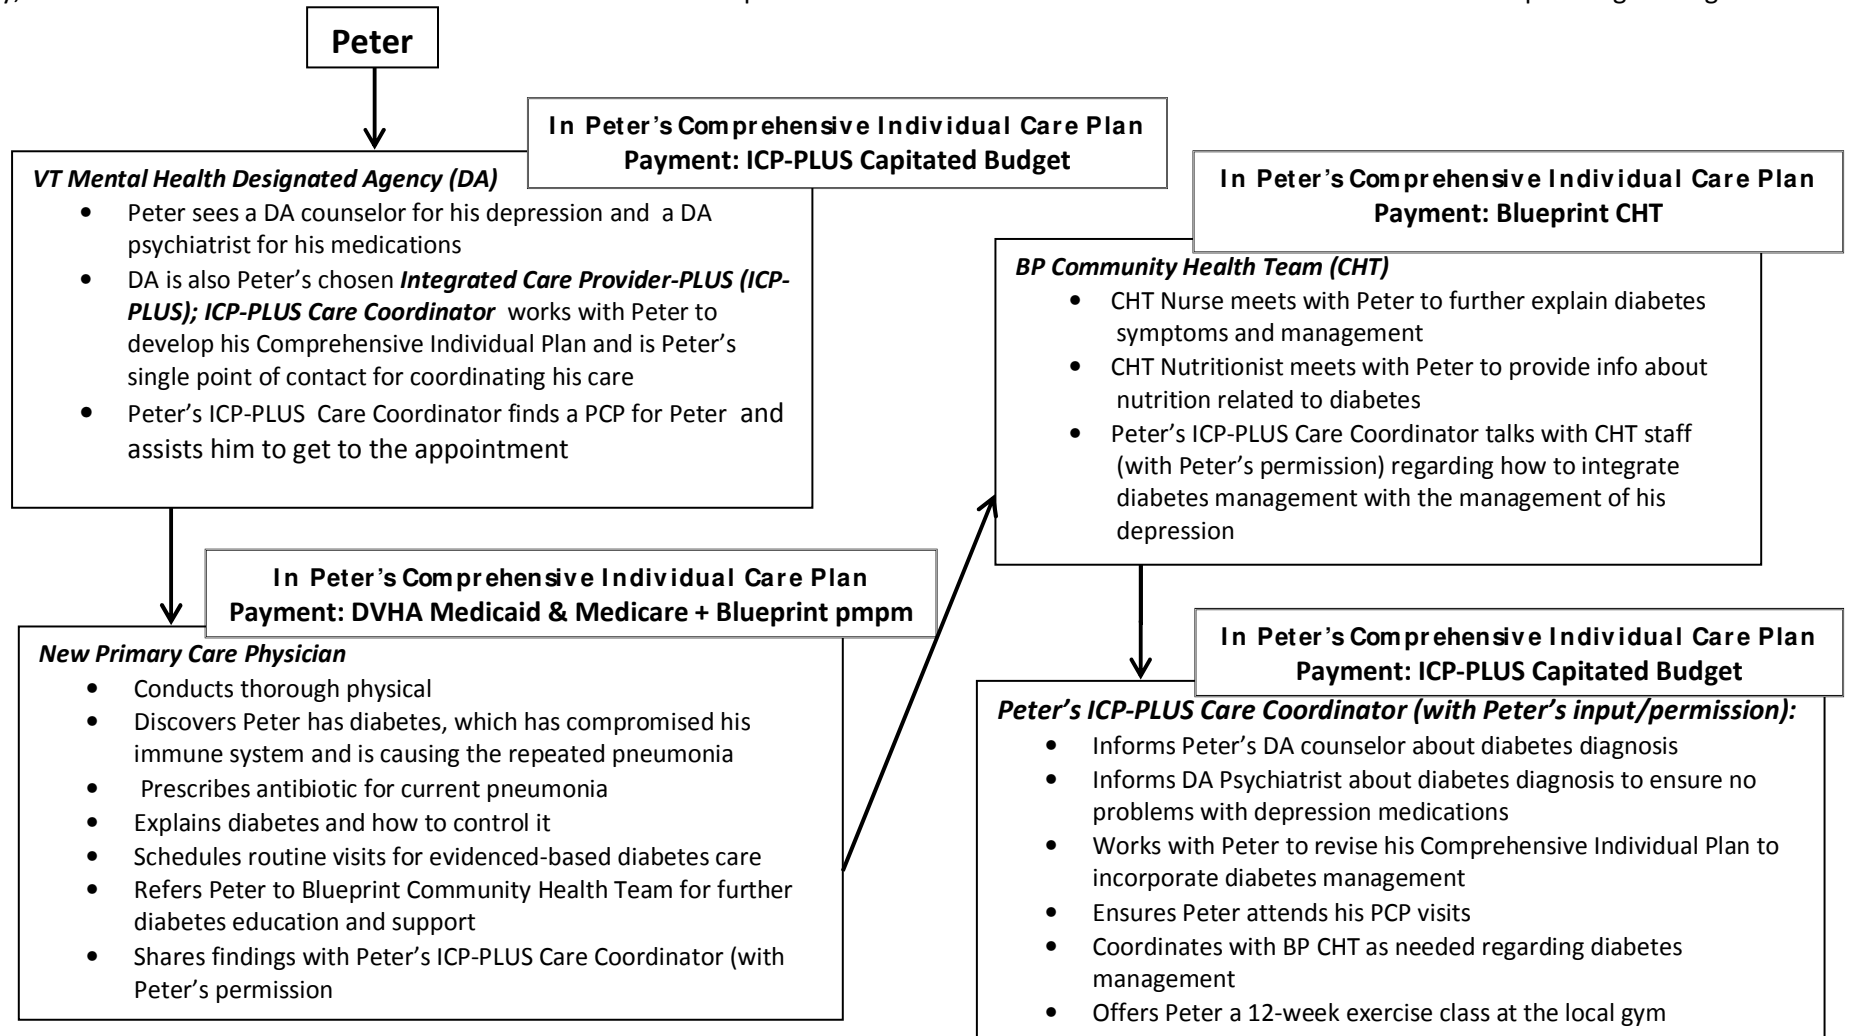 Peter
In Peter's Comprehensive Individual Care Plan
Payment: ICP-PLUS Capitated Budget
VT Mental Health Designated Agency (DA)
• Peter sees a DA counselor for his depression and a DA
psychiatrist for his medications
• DA is also Peter's chosen Integrated Care Provider-PLUS (ICP-
PLUS); ICP-PLUS Care Coordinator works with Peter to
develop his Comprehensive Individual Plan and is Peter's
single point of contact for coordinating his care
• Peter's ICP-PLUS Care Coordinator finds a PCP for Peter and
assists him to get to the appointment
In Peter's Comprehensive Individual Care Plan
Payment: DVHA Medicaid & Medicare + Blueprint pmpm
New Primary Care Physician
• Conducts thorough physical
• Discovers Peter has diabetes, which has compromised his
immune system and is causing the repeated pneumonia
• Prescribes antibiotic for current pneumonia
• Explains diabetes and how to control it
• Schedules routine visits for evidenced-based diabetes care
• Refers Peter to Blueprint Community Health Team for further
diabetes education and support
• Shares findings with Peter's ICP-PLUS Care Coordinator (with
Peter's permission
In Peter's Comprehensive Individual Care Plan
Payment: Blueprint CHT
BP Community Health Team (CHT)
• CHT Nurse meets with Peter to further explain diabetes
symptoms and management
• CHT Nutritionist meets with Peter to provide info about
nutrition related to diabetes
• Peter's ICP-PLUS Care Coordinator talks with CHT staff
(with Peter's permission) regarding how to integrate
diabetes management with the management of his
depression
In Peter's Comprehensive Individual Care Plan
Payment: ICP-PLUS Capitated Budget
Peter's ICP-PLUS Care Coordinator (with Peter's input/permission):
• Informs Peter's DA counselor about diabetes diagnosis
• Informs DA Psychiatrist about diabetes diagnosis to ensure no
problems with depression medications
• Works with Peter to revise his Comprehensive Individual Plan to
incorporate diabetes management
• Ensures Peter attends his PCP visits
• Coordinates with BP CHT as needed regarding diabetes
management
• Offers Peter a 12-week exercise class at the local gym